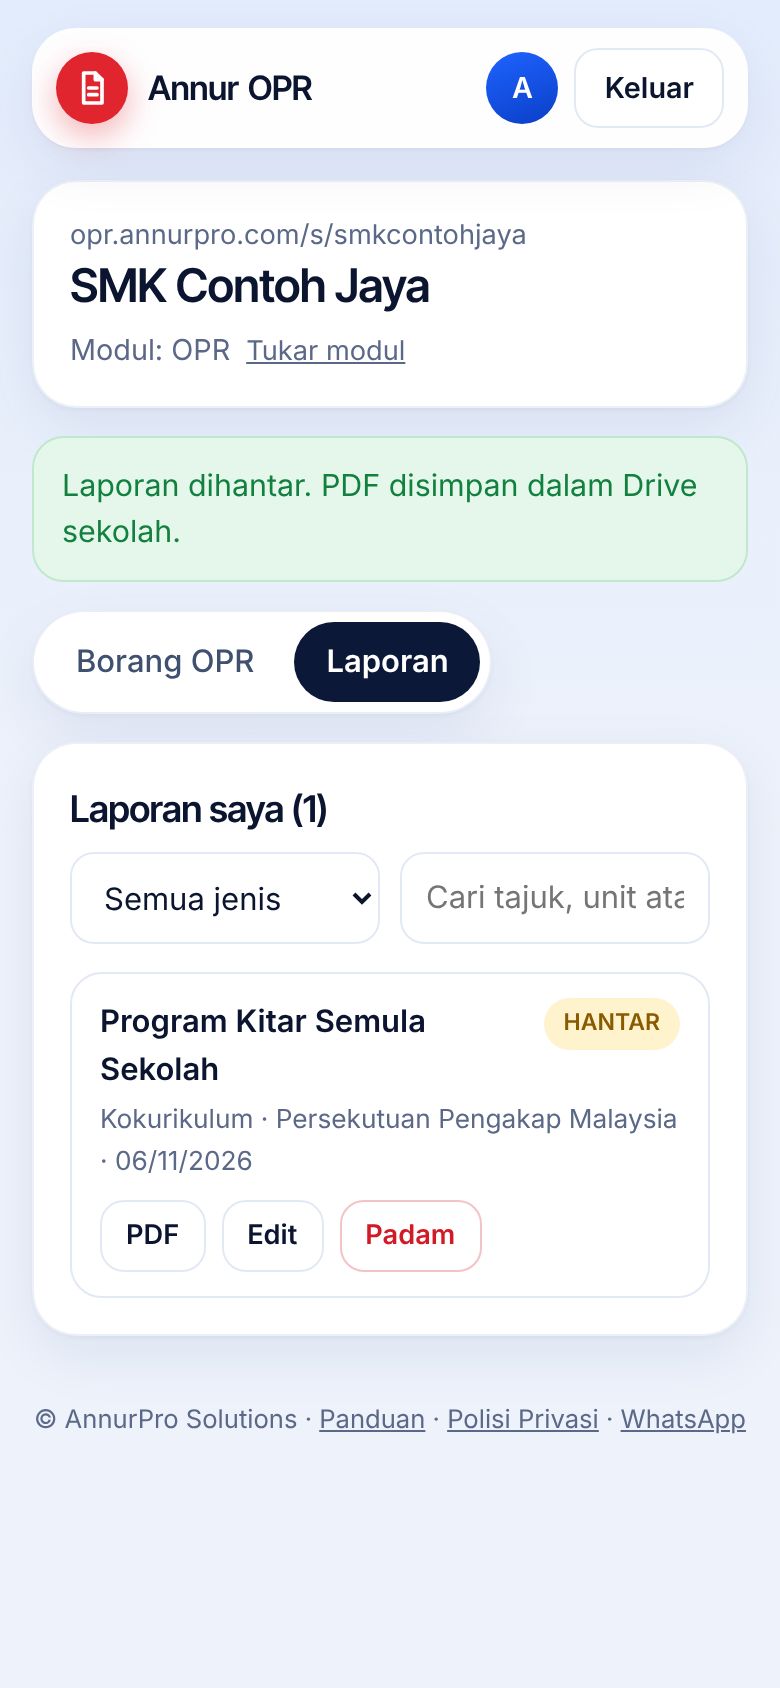 Annur OPR
A
Keluar
opr.annurpro.com/s/smkcontohjaya
SMK Contoh Jaya
Modul: OPR Tukar modul
Laporan dihantar. PDF disimpan dalam Drive
sekolah.
Borang OPR
Laporan
Laporan saya (1)
Semua jenis
Cari tajuk, unit ata
Program Kitar Semula
Sekolah
HANTAR
Kokurikulum · Persekutuan Pengakap Malaysia
· 06/11/2026
PDF
Edit
Padam
© AnnurPro Solutions · Panduan · Polisi Privasi · WhatsApp